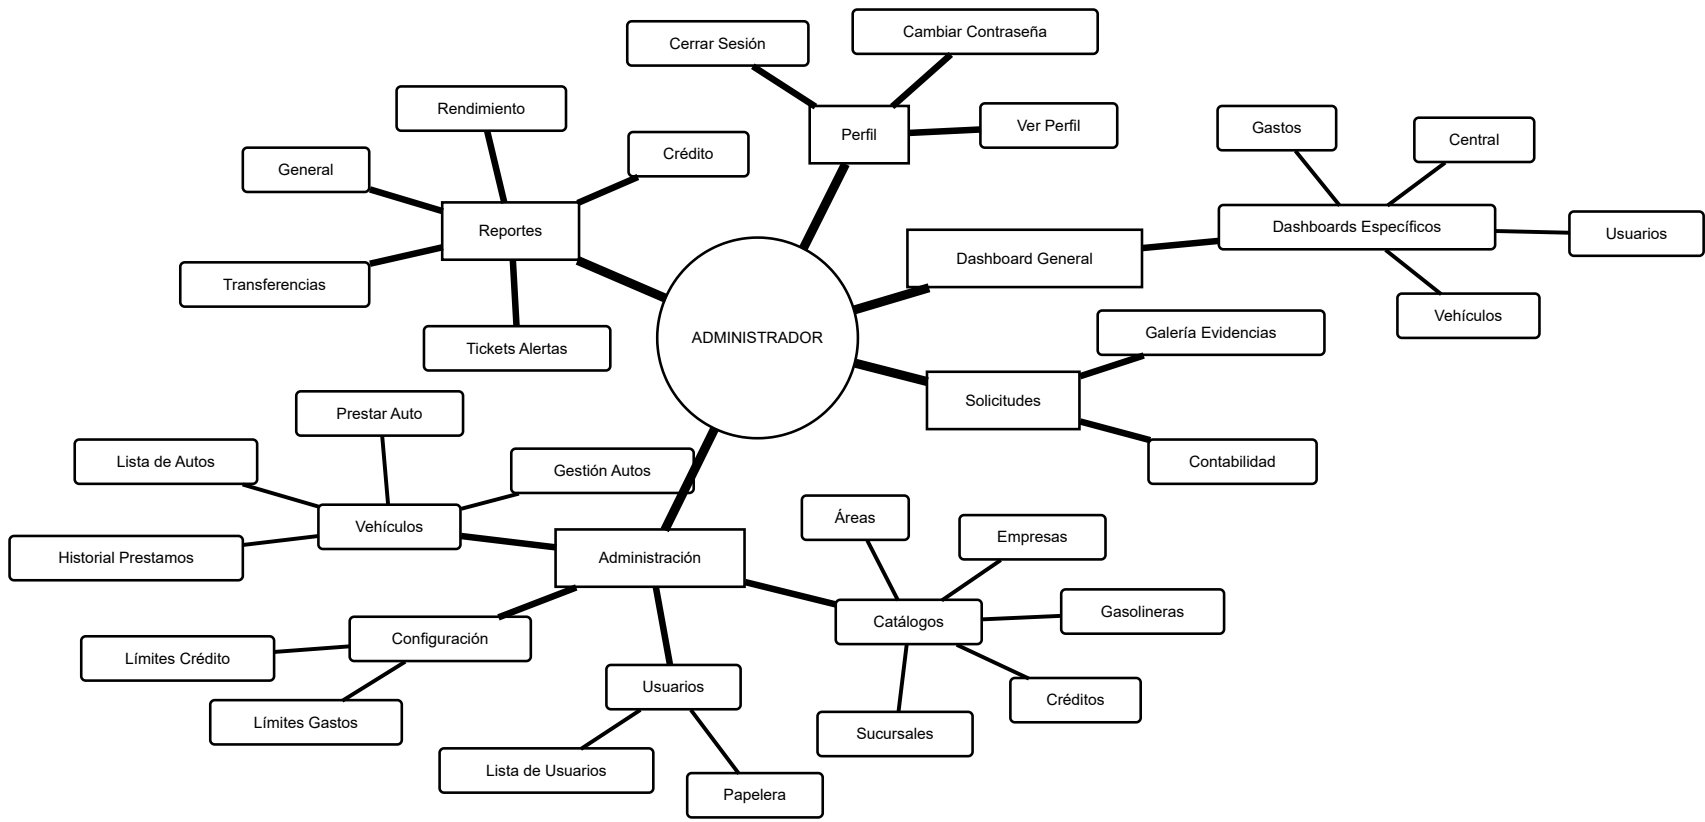 Cerrar Sesión
Cambiar Contraseña
Perfil
Ver Perfil
Rendimiento
General
Crédito
Reportes
Transferencias
Tickets Alertas
Gastos
Central
Dashboards Específicos
Usuarios
Vehículos
Dashboard General
ADMINISTRADOR
Galería Evidencias
Solicitudes
Contabilidad
Prestar Auto
Lista de Autos
Gestión Autos
Vehículos
Historial Prestamos
Administración
Áreas
Empresas
Gasolineras
Catálogos
Créditos
Sucursales
Configuración
Límites Crédito
Límites Gastos
Usuarios
Lista de Usuarios
Papelera